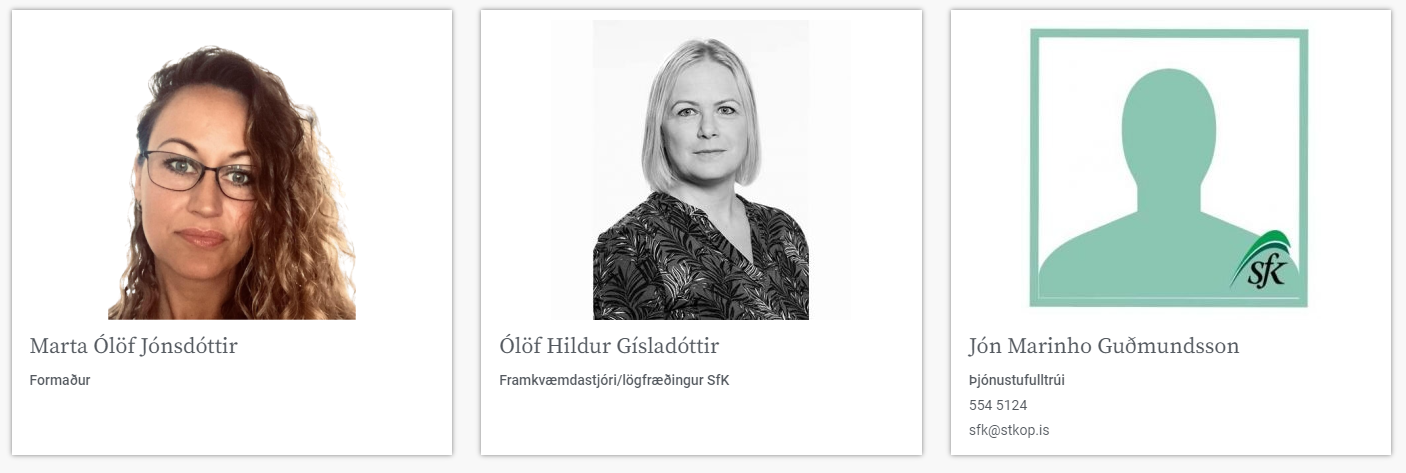 sfk
Marta Ólöf Jónsdóttir
Formaður
Ólöf Hildur Gísladóttir
Framkvæmdastjóri/lögfræðingur SfK
Jón Marinho Guðmundsson
Þjónustufulltrúi
554 5124
sfk@stkop.is